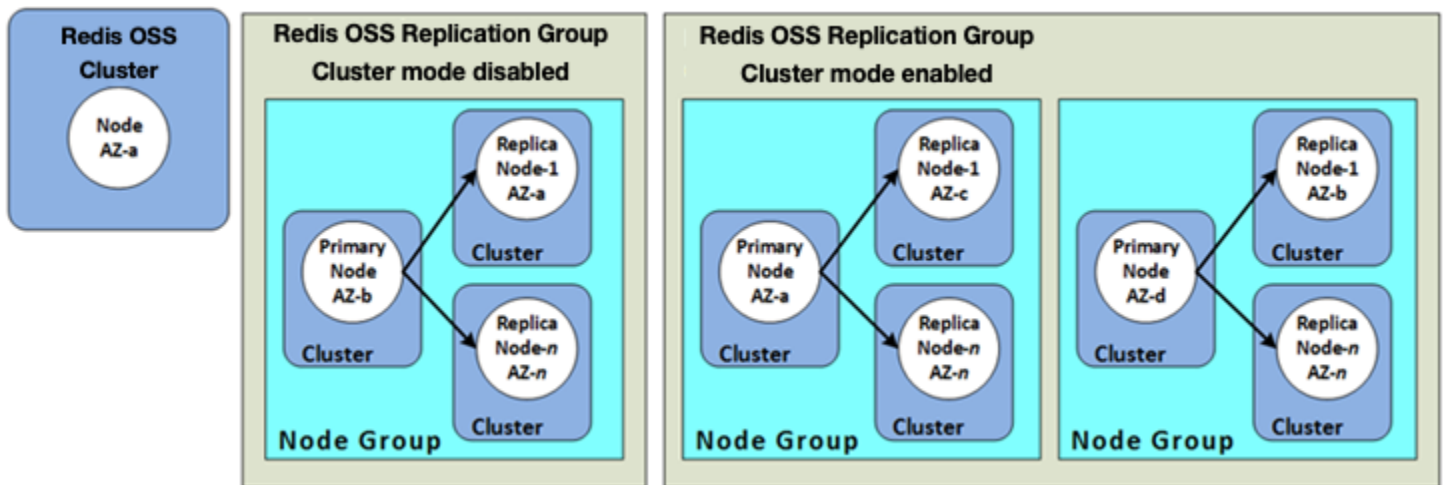 Redis OSS
Cluster
Node
AZ-a
Redis OSS Replication Group
Cluster mode disabled
Replica
Node-1
AZ-a
Cluster
Primary
Node
AZ-b
Cluster
Replica
Node-n
AZ-n
Cluster
Node Group
Redis OSS Replication Group
Cluster mode enabled
Replica
Node-1
AZ-c
Cluster
Primary
Node
AZ-a
Cluster
Replica
Node-n
AZ-n
Cluster
Node Group
Replica
Node-1
AZ-b
Cluster
Primary
Node
AZ-d
Cluster
Replica
Node-n
AZ-n
Cluster
Node Group